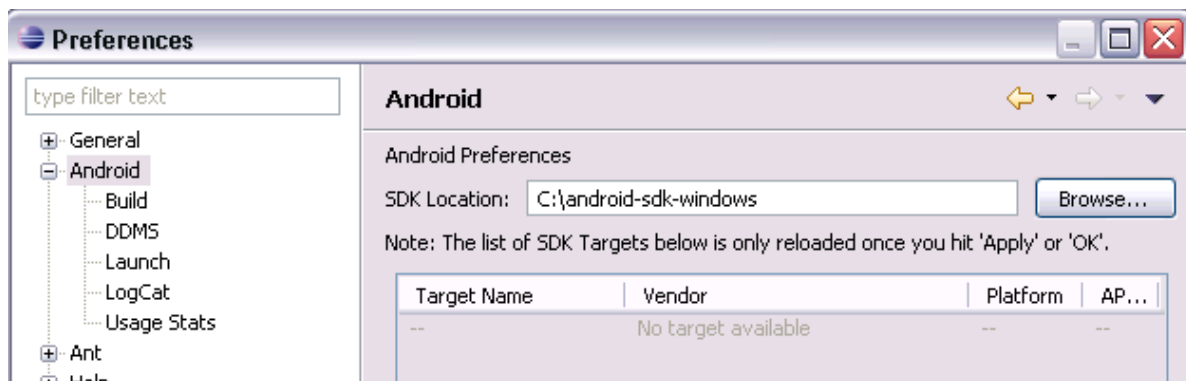 Preferences
type filter text
General
Android
Build
DDMS
Launch
LogCat
Usage Stats
Ant
Help
Android
Android Preferences
SDK Location: C:\android-sdk-windows Browse...
Note: The list of SDK Targets below is only reloaded once you hit 'Apply' or 'OK'.
Target Name Vendor Platform AP...
-- No target available -- --